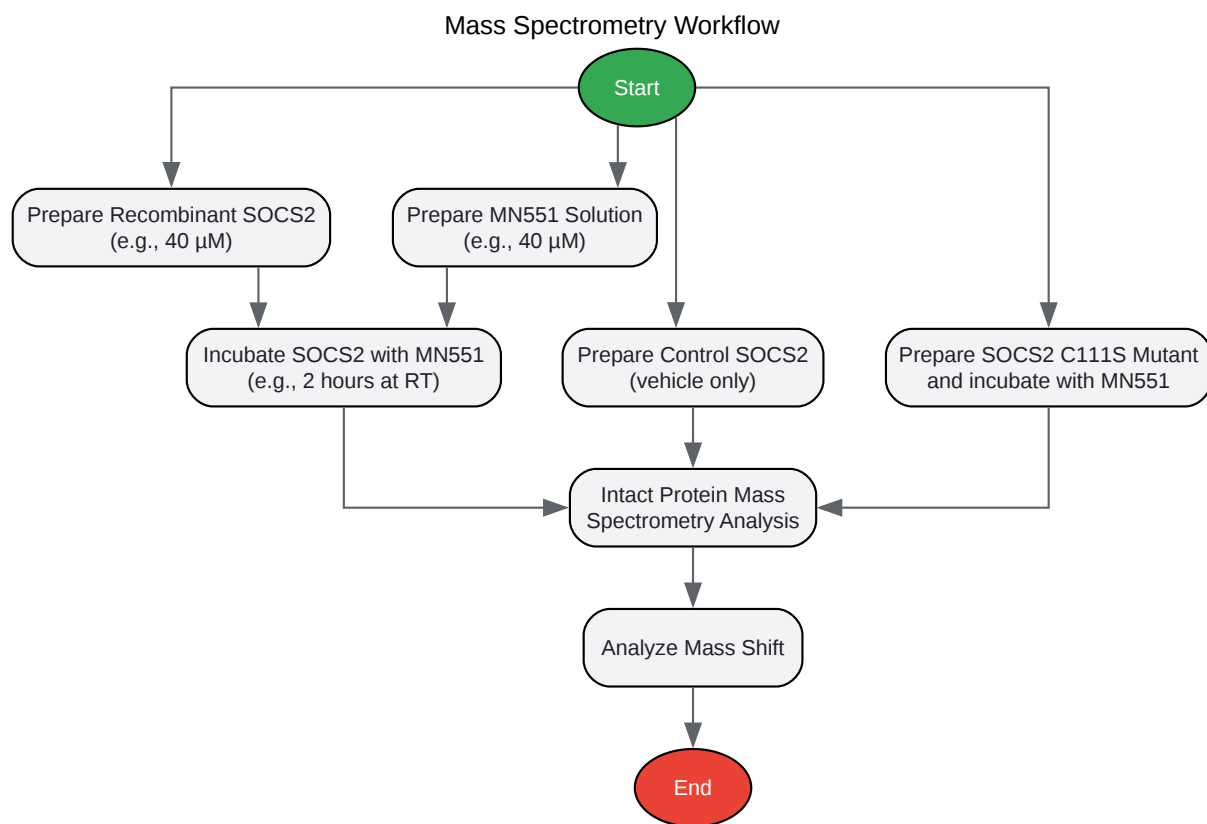 Mass Spectrometry Workflow
Start
Prepare Recombinant SOCS2
(e.g., 40 µM)
Prepare MN551 Solution
(e.g., 40 µM)
Incubate SOCS2 with MN551
(e.g., 2 hours at RT)
Prepare Control SOCS2
(vehicle only)
Prepare SOCS2 C111S Mutant
and incubate with MN551
Intact Protein Mass
Spectrometry Analysis
Analyze Mass Shift
End